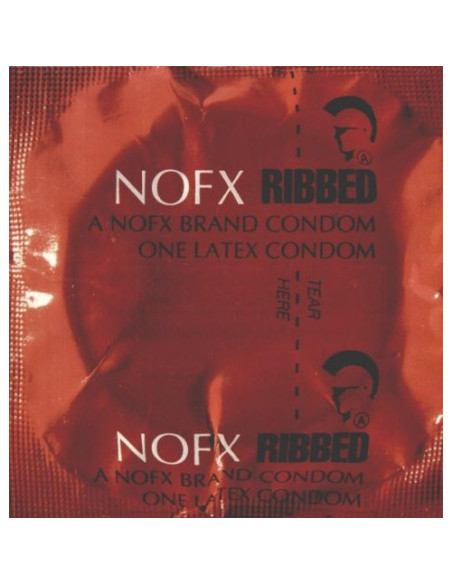 NOFX RIBBED
A NOFX BRAND CONDOM
ONE LATEX CONDOM
TEAR
HERE
NOFX RIBBED
A NOFX BRAND CONDOM
ONE LATEX CONDOM